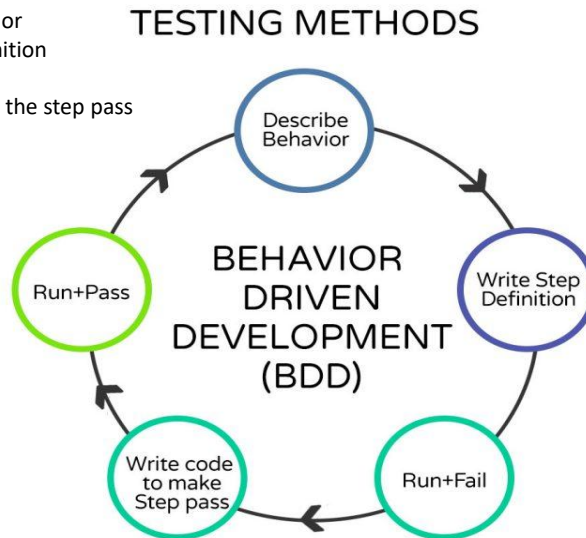 TESTING METHODS
or
nition
the step pass
Describe
Behavior
Write Step
Definition
Run+Fail
Write code
to make
Step pass
Run+Pass
BEHAVIOR
DRIVEN
DEVELOPMENT
(BDD)